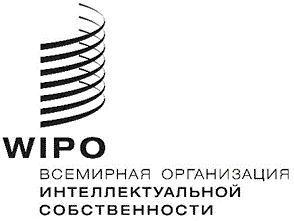 WIPO
ВСЕМИРНАЯ ОРГАНИЗАЦИЯ
ИНТЕЛЛЕКТУАЛЬНОЙ
СОБСТВЕННОСТИ